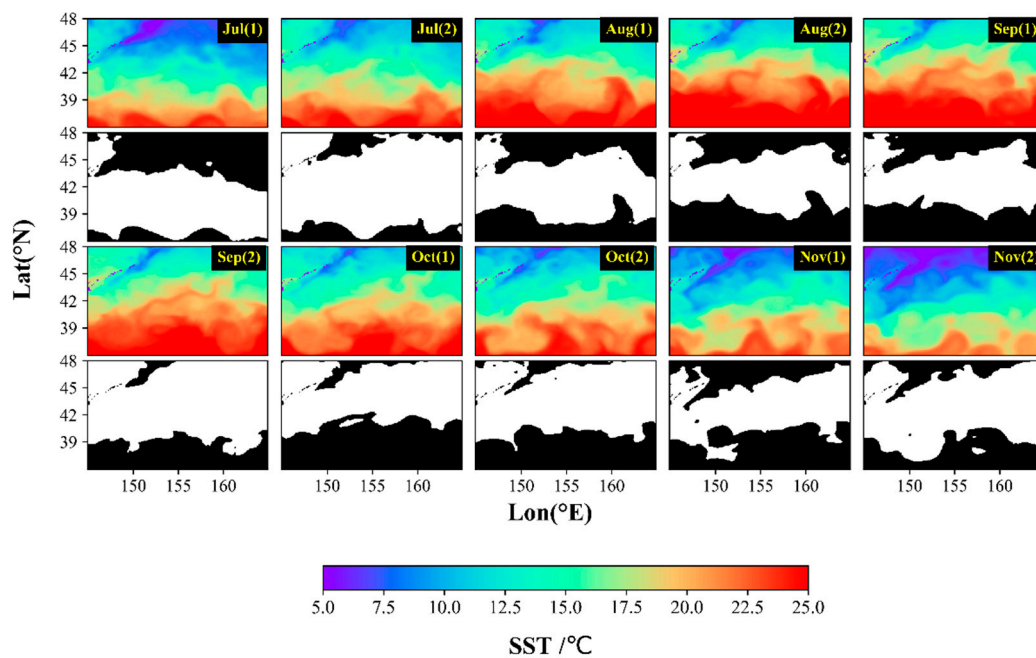 48 Jul(1) Jul(2) Aug(1) Aug(2) Sep(1)
45
42
39
48
45
42
39
48 Sep(2) Oct(1) Oct(2) Nov(1) Nov(2)
45
42
39
48
45
42
39
Lat(°N)
150 155 160 150 155 160 150 155 160 150 155 160 150 155 160
Lon(°E)
5.0 7.5 10.0 12.5 15.0 17.5 20.0 22.5 25.0
SST /℃